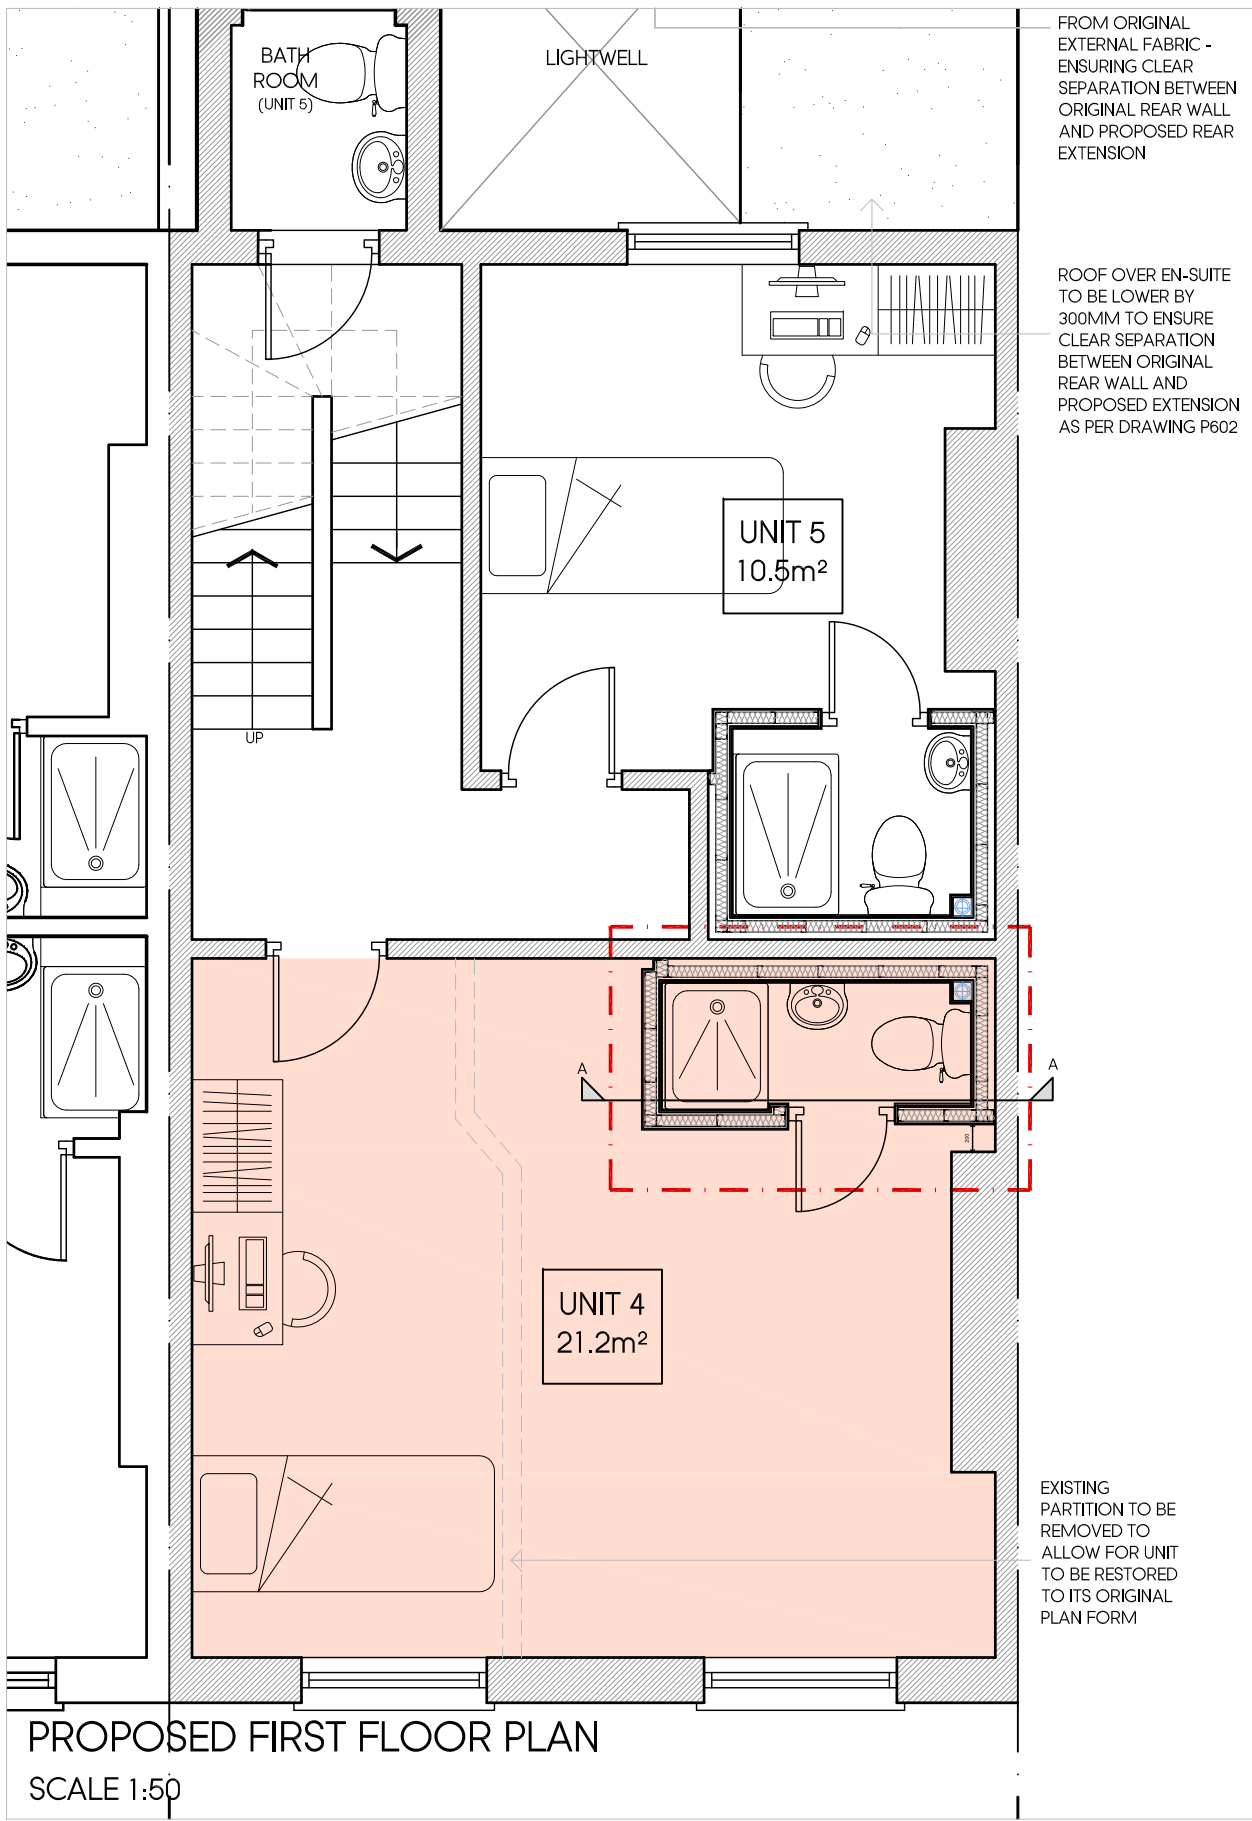 FROM ORIGINAL
EXTERNAL FABRIC -
ENSURING CLEAR
SEPARATION BETWEEN
ORIGINAL REAR WALL
AND PROPOSED REAR
EXTENSION
BATH
ROOM
(UNIT 5)
LIGHTWELL
ROOF OVER EN-SUITE
TO BE LOWER BY
300MM TO ENSURE
CLEAR SEPARATION
BETWEEN ORIGINAL
REAR WALL AND
PROPOSED EXTENSION
AS PER DRAWING P602
UNIT 5
10.5m²
UP
A
A
200
UNIT 4
21.2m²
EXISTING
PARTITION TO BE
REMOVED TO
ALLOW FOR UNIT
TO BE RESTORED
TO ITS ORIGINAL
PLAN FORM
PROPOSED FIRST FLOOR PLAN
SCALE 1:50